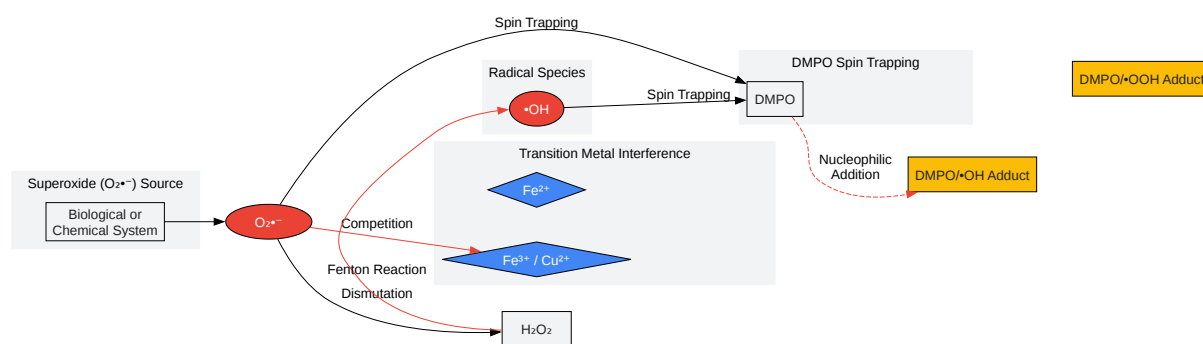 Spin Trapping
Radical Species
•OH
Spin Trapping
DMPO Spin Trapping
DMPO
DMPO/•OOH Adduct
Transition Metal Interference
Fe²⁺
Nucleophilic
Addition
DMPO/•OH Adduct
Superoxide (O₂•⁻) Source
Biological or
Chemical System
O₂•⁻
Competition
Fe³⁺ / Cu²⁺
Fenton Reaction
Dismutation
H₂O₂